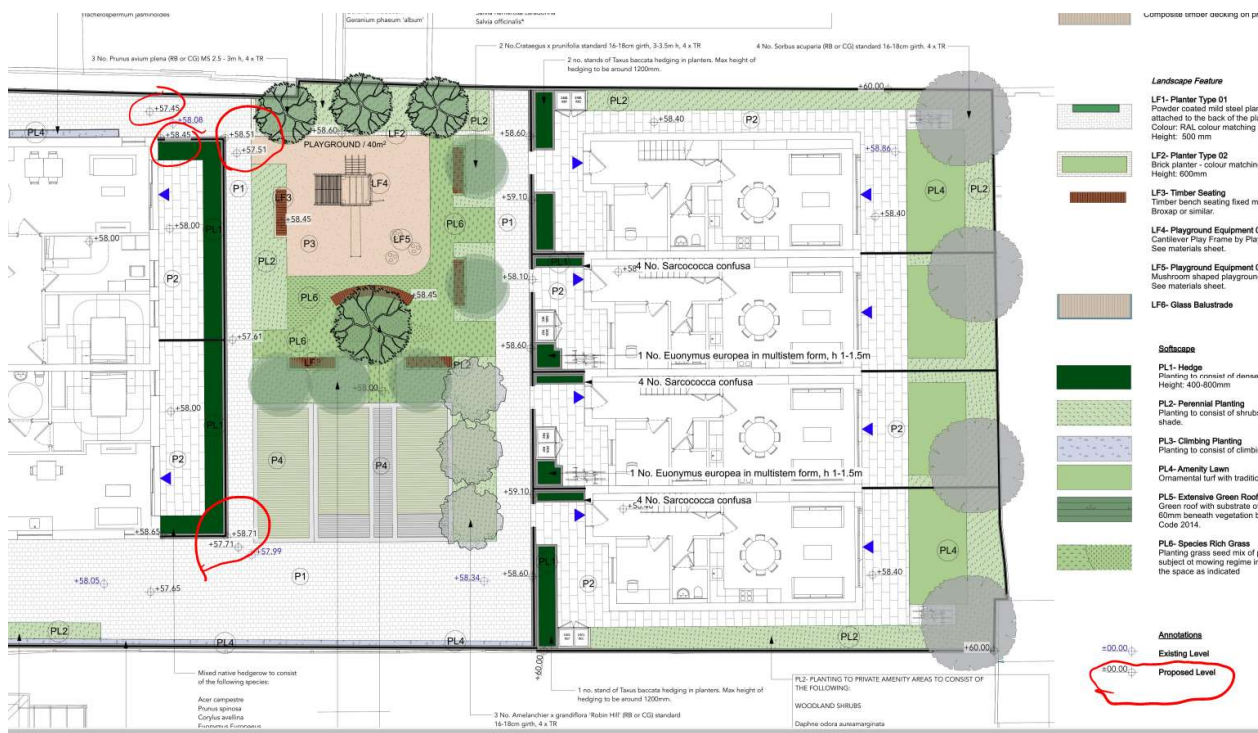 Trachelospermum jasminoides
Geranium phaeum 'album'
Salvia officinalis*
Composite timber decking on
3 No. Prunus avium plena (RB or CG) MS 2.5 - 3m h, 4 x TR
2 No.Crataegus x prunifolia standard 16-18cm girth, 3-3.5m h, 4 x TR
4 No. Sorbus acuparia (RB or CG) standard 16-18cm girth. 4 x TR
2 no. stands of Taxus baccata hedging in planters. Max height of
hedging to be around 1200mm.
+57.45
+58.08
+58.45
+58.51
+57.51
+58.60
LF2
PL2
PL4
PLAYGROUND / 40m²
P1
LF3
LF4
+58.45
LF5
P3
PL6
PL2
PL1
+58.00
+58.00
P2
PL6
+58.45
PL6
+57.61
LF3
PL2
+58.00
+58.00
P2
PL1
P4
P4
+58.65
+58.71
+57.71
+57.99
+58.05
+57.65
P1
+58.34
PL2
PL4
PL4
+60.00
PL2
+58.40
P2
+58.60
+58.86
PL4
PL2
+59.10
P1
+58.40
PL1
4 No. Sarcococca confusa
+58.10
P2
+58.60
1 No. Euonymus europea in multistem form, h 1-1.5m
4 No. Sarcococca confusa
P2
1 No. Euonymus europea in multistem form, h 1-1.5m
+59.10
4 No. Sarcococca confusa
PL4
PL1
+58.60
P2
+58.40
PL2
+60.00
+60.00
Mixed native hedgerow to consist
of the following species:
Acer campestre
Prunus spinosa
Corylus avellina
Euonymus Europaeus
1 no. stand of Taxus baccata hedging in planters. Max height of
hedging to be around 1200mm.
3 No. Amelanchier x grandiflora 'Robin Hill' (RB or CG) standard
16-18cm girth, 4 x TR
PL2- PLANTING TO PRIVATE AMENITY AREAS TO CONSIST OF
THE FOLLOWING:
WOODLAND SHRUBS
Daphne odora aureamarginata
Landscape Feature
LF1- Planter Type 01
Powder coated mild steel
attached to the back of the
Colour: RAL colour matching
Height: 500 mm
LF2- Planter Type 02
Brick planter - colour matchin
Height: 600mm
LF3- Timber Seating
Timber bench seating fixed
Broxap or similar.
LF4- Playground Equipment
Cantilever Play Frame by
See materials sheet.
LF5- Playground Equipment
Mushroom shaped
See materials sheet.
LF6- Glass Balustrade
Softscape
PL1- Hedge
Planting to consist of dense
Height: 400-800mm
PL2- Perennial Planting
Planting to consist of shrubs
shade.
PL3- Climbing Planting
Planting to consist of
PL4- Amenity Lawn
Ornamental turf with
PL5- Extensive Green Roof
Green roof with substrate
60mm beneath vegetation
Code 2014.
PL6- Species Rich Grass
Planting grass seed mix of
subject ot mowing regime
the space as indicated
Annotations
±00.00 Existing Level
±00.00 Proposed Level